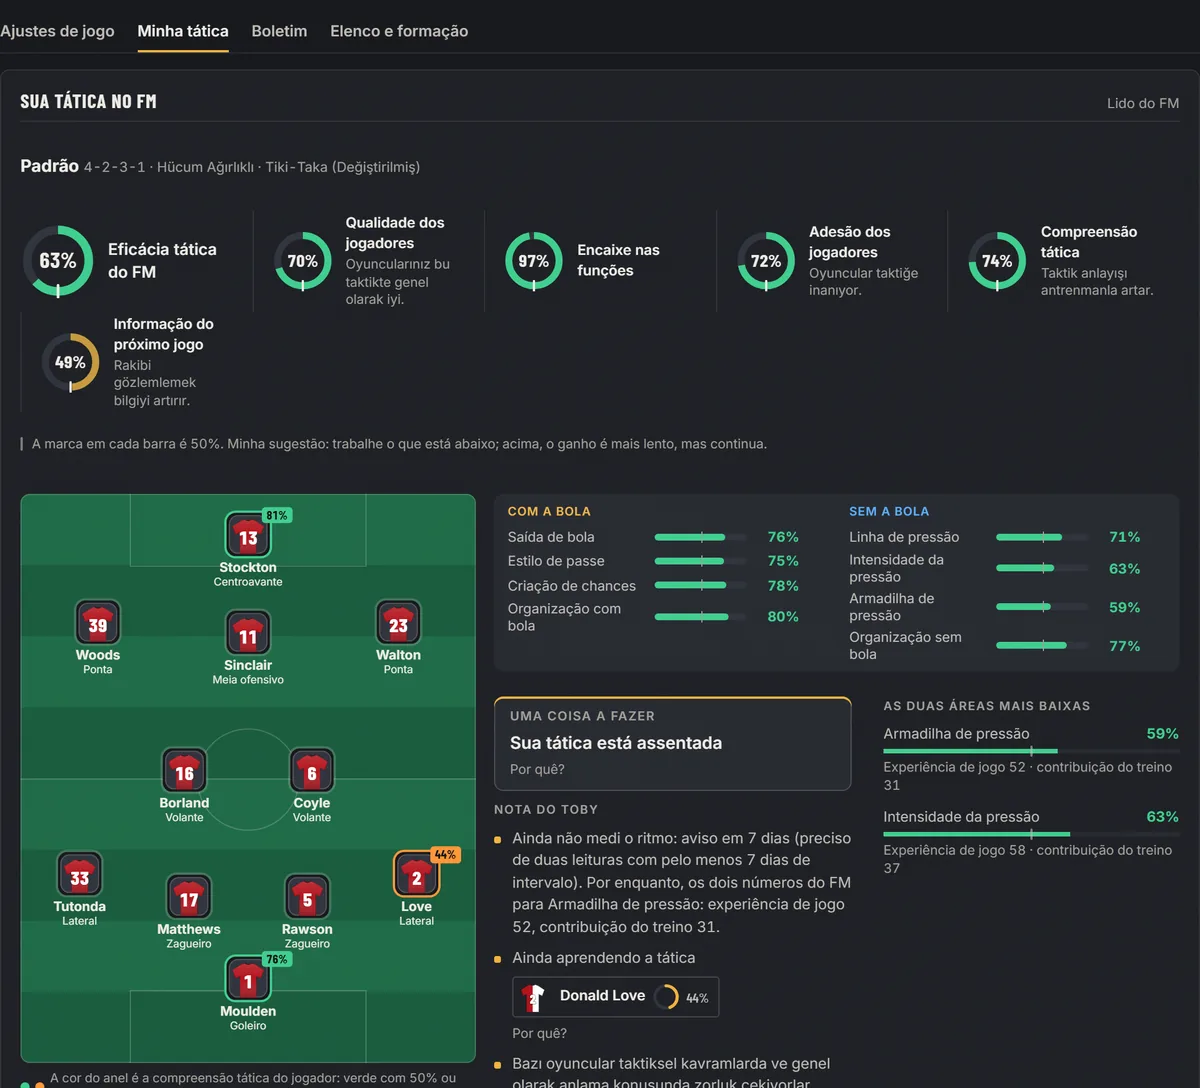 Ajustes de jogo Minha tática Boletim Elenco e formação
SUA TÁTICA NO FM
Lido do FM
Padrão 4-2-3-1 · Hücum Ağırlıklı · Tiki-Taka (Değiştirilmiş)
63%
Eficácia tática
do FM
70%
Qualidade dos
jogadores
Oyuncularınız bu
taktikte genel
olarak iyi.
97%
Encaixe nas
funções
72%
Adesão dos
jogadores
Oyuncular taktiğe
inanıyor.
74%
Compreensão
tática
Taktik anlayışı
antrenmanla artar.
49%
Informação do
próximo jogo
Rakibi
gözlemlemek
bilgiyi artırır.
A marca em cada barra é 50%. Minha sugestão: trabalhe o que está abaixo; acima, o ganho é mais lento, mas continua.
81%
13
Stockton
Centroavante
39
Woods
Ponta
11
Sinclair
Meia ofensivo
23
Walton
Ponta
16
Borland
Volante
6
Coyle
Volante
33
Tutonda
Lateral
17
Matthews
Zagueiro
5
Rawson
Zagueiro
44%
2
Love
Lateral
76%
1
Moulden
Goleiro
A cor do anel é a compreensão tática do jogador: verde com 50% ou
COM A BOLA
Saída de bola 76%
Estilo de passe 75%
Criação de chances 78%
Organização com
bola 80%
SEM A BOLA
Linha de pressão 71%
Intensidade da
pressão 63%
Armadilha de
pressão 59%
Organização sem
bola 77%
UMA COISA A FAZER
Sua tática está assentada
Por quê?
NOTA DO TOBY
Ainda não medi o ritmo: aviso em 7 dias (preciso
de duas leituras com pelo menos 7 dias de
intervalo). Por enquanto, os dois números do FM
para Armadilha de pressão: experiência de jogo
52, contribuição do treino 31.
Ainda aprendendo a tática
2
Donald Love 44%
Por quê?
Bazı oyuncular taktiksel kavramlarda ve genel
olarak anlama konusunda zorluk çekiyorlar
AS DUAS ÁREAS MAIS BAIXAS
Armadilha de pressão 59%
Experiência de jogo 52 · contribuição do treino
31
Intensidade da pressão 63%
Experiência de jogo 58 · contribuição do treino
37